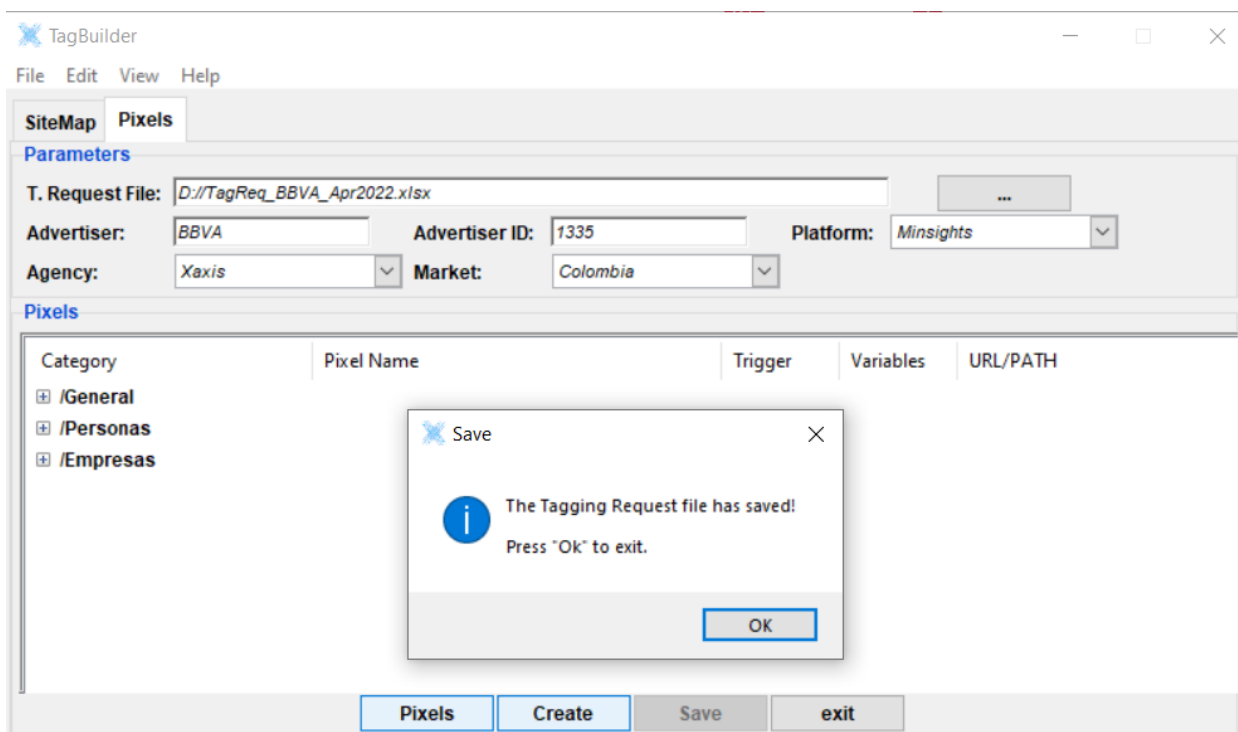 TagBuilder
File Edit View Help
SiteMap Pixels
Parameters
T. Request File: D://TagReq_BBVA_Apr2022.xlsx ...
Advertiser: BBVA Advertiser ID: 1335 Platform: Minsights
Agency: Xaxis Market: Colombia
Pixels
Category Pixel Name Trigger Variables URL/PATH
/General
/Personas
/Empresas
Save
The Tagging Request file has saved!
Press "Ok" to exit.
OK
Pixels Create Save exit